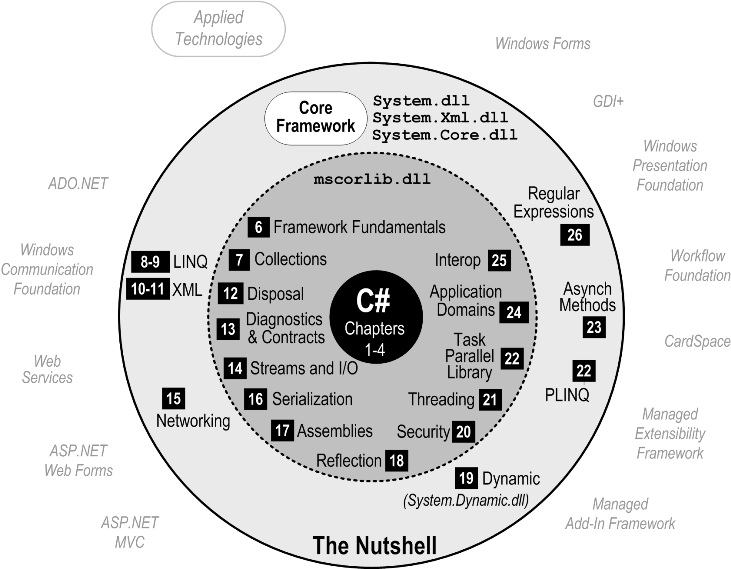 Applied
Technologies
Windows Forms
Core
Framework
System.dll
System.Xml.dll
System.Core.dll
GDI+
mscorlib.dll
Windows
Presentation
Foundation
ADO.NET
Regular
Expressions
26
6 Framework Fundamentals
Windows
Communication
Foundation
8-9 LINQ
10-11 XML
7 Collections
Interop 25
Workflow
Foundation
12 Disposal
C#
Chapters
1-4
Application
Domains 24
Asynch
Methods
23
13 Diagnostics
& Contracts
CardSpace
Task
Parallel
Library 22
Web
Services
14 Streams and I/O
22
PLINQ
15
Networking
16 Serialization
Threading 21
Managed
Extensibility
Framework
17 Assemblies
Security 20
ASP.NET
Web Forms
Reflection 18
19 Dynamic
(System.Dynamic.dll)
Managed
Add-In Framework
ASP.NET
MVC
The Nutshell